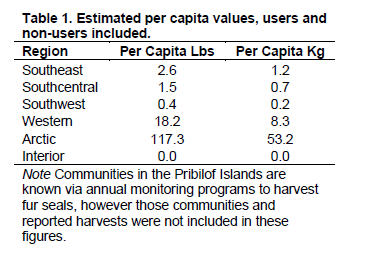 Table 1. Estimated per capita values, users and
non-users included.
Region Per Capita Lbs Per Capita Kg
Southeast 2.6 1.2
Southcentral 1.5 0.7
Southwest 0.4 0.2
Western 18.2 8.3
Arctic 117.3 53.2
Interior 0.0 0.0
Note Communities in the Pribilof Islands are
known via annual monitoring programs to harvest
fur seals, however those communities and
reported harvests were not included in these
figures.